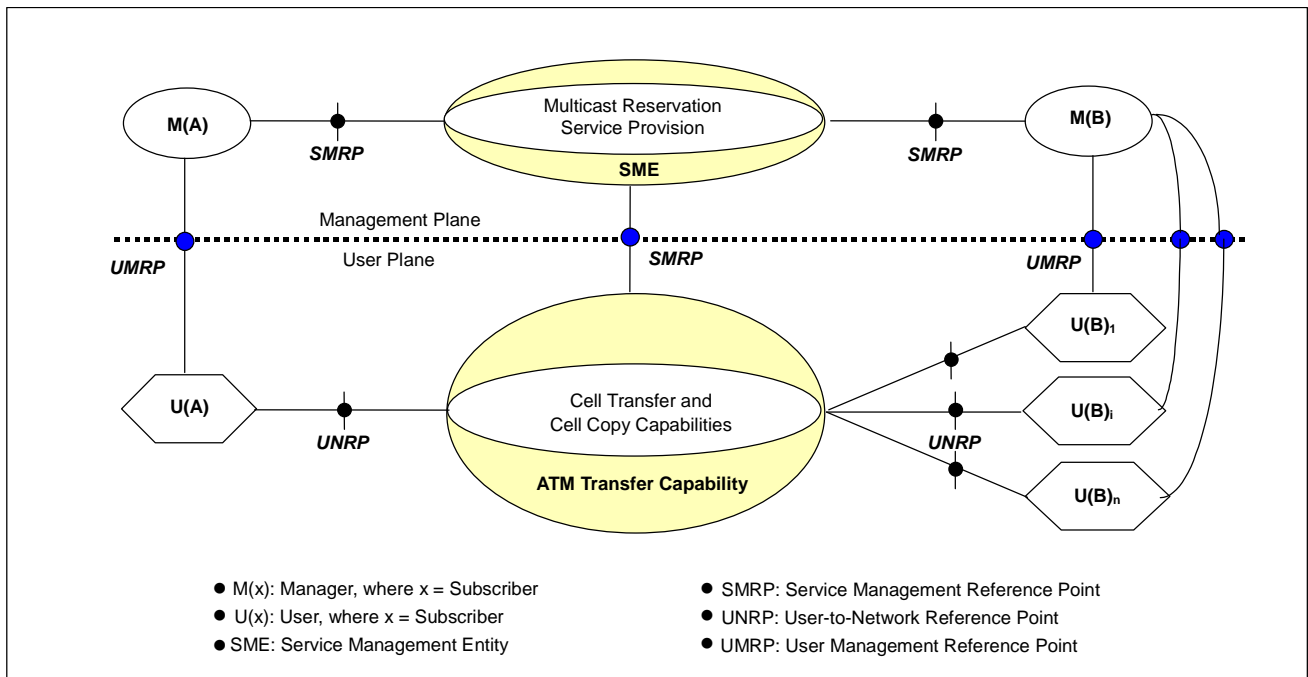 M(A)
SMRP
Multicast Reservation
Service Provision
SME
SMRP
M(B)
Management Plane
User Plane
UMRP
SMRP
UMRP
U(A)
UNRP
Cell Transfer and
Cell Copy Capabilities
ATM Transfer Capability
U(B)₁
U(B)ᵢ
UNRP
U(B)ₙ
● M(x): Manager, where x = Subscriber
● U(x): User, where x = Subscriber
● SME: Service Management Entity
● SMRP: Service Management Reference Point
● UNRP: User-to-Network Reference Point
● UMRP: User Management Reference Point